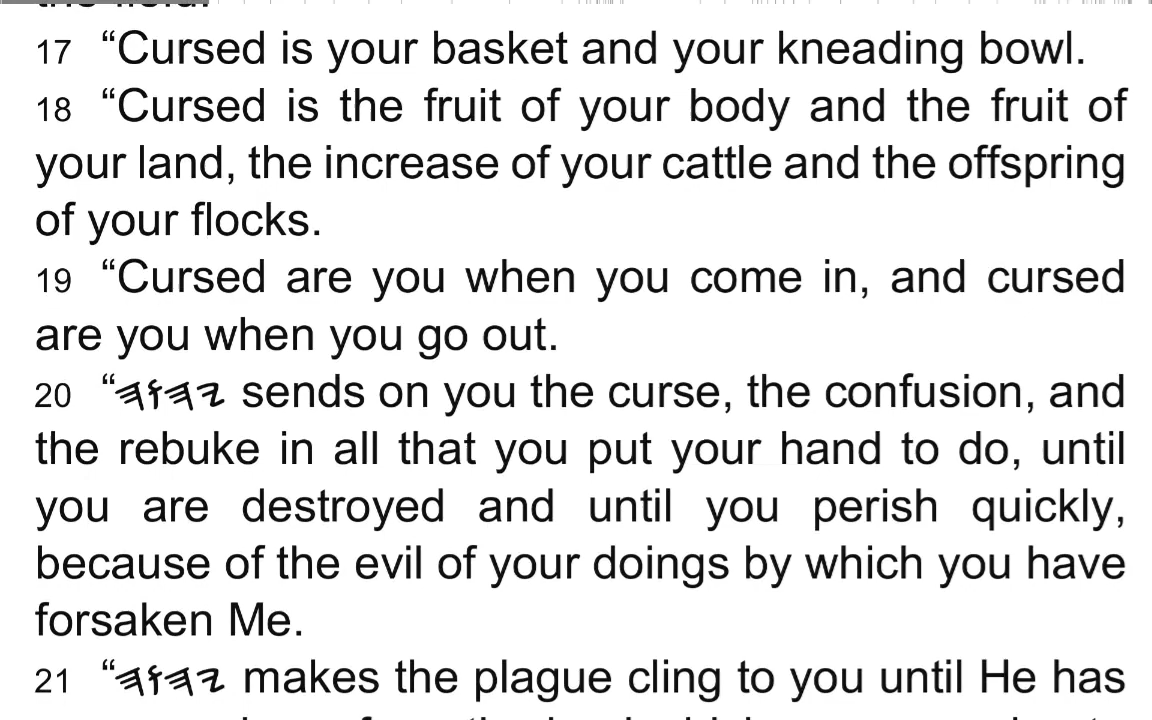 17 “Cursed is your basket and your kneading bowl.
18 “Cursed is the fruit of your body and the fruit of
your land, the increase of your cattle and the offspring
of your flocks.
19 “Cursed are you when you come in, and cursed
are you when you go out.
20 “𐤉𐤄𐤅𐤄 sends on you the curse, the confusion, and
the rebuke in all that you put your hand to do, until
you are destroyed and until you perish quickly,
because of the evil of your doings by which you have
forsaken Me.
21 “𐤉𐤄𐤅𐤄 makes the plague cling to you until He has